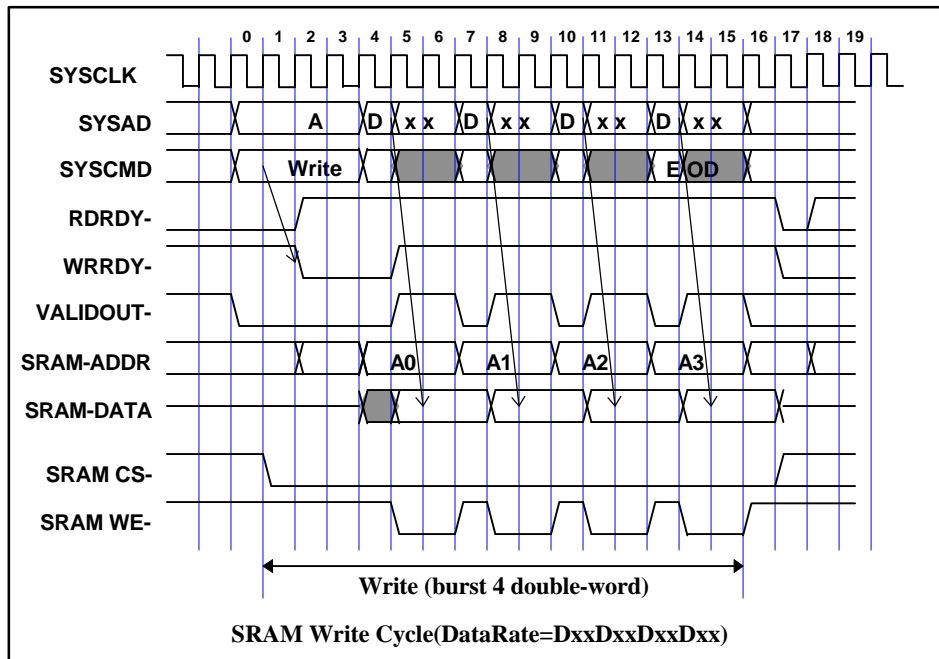 0 1 2 3 4 5 6 7 8 9 10 11 12 13 14 15 16 17 18 19
SYSCLK
SYSAD A D x x D x x D x x D x x
SYSCMD Write E OD
RDRDY-
WRRDY-
VALIDOUT-
SRAM-ADDR A0 A1 A2 A3
SRAM-DATA
SRAM CS-
SRAM WE-
Write (burst 4 double-word)
SRAM Write Cycle(DataRate=DxxDxxDxxDxx)